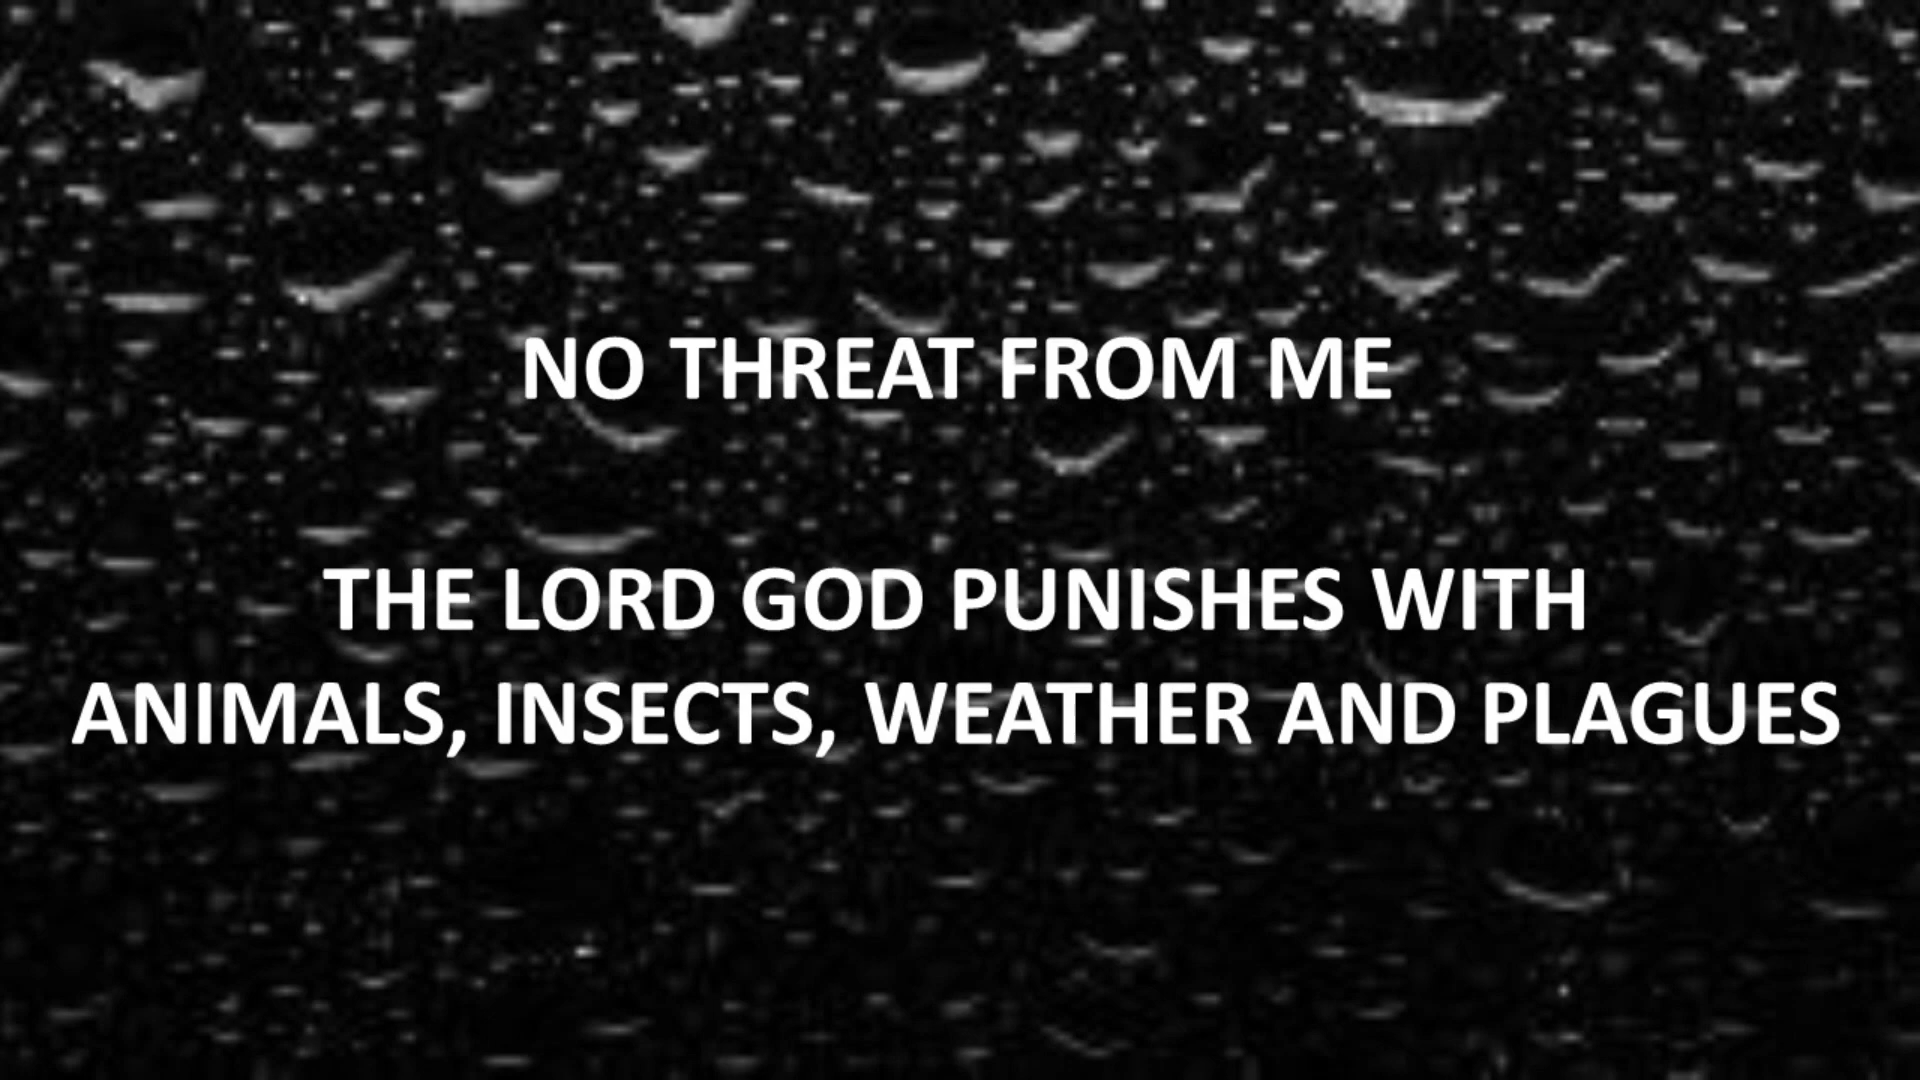 NO THREAT FROM ME
THE LORD GOD PUNISHES WITH
ANIMALS, INSECTS, WEATHER AND PLAGUES